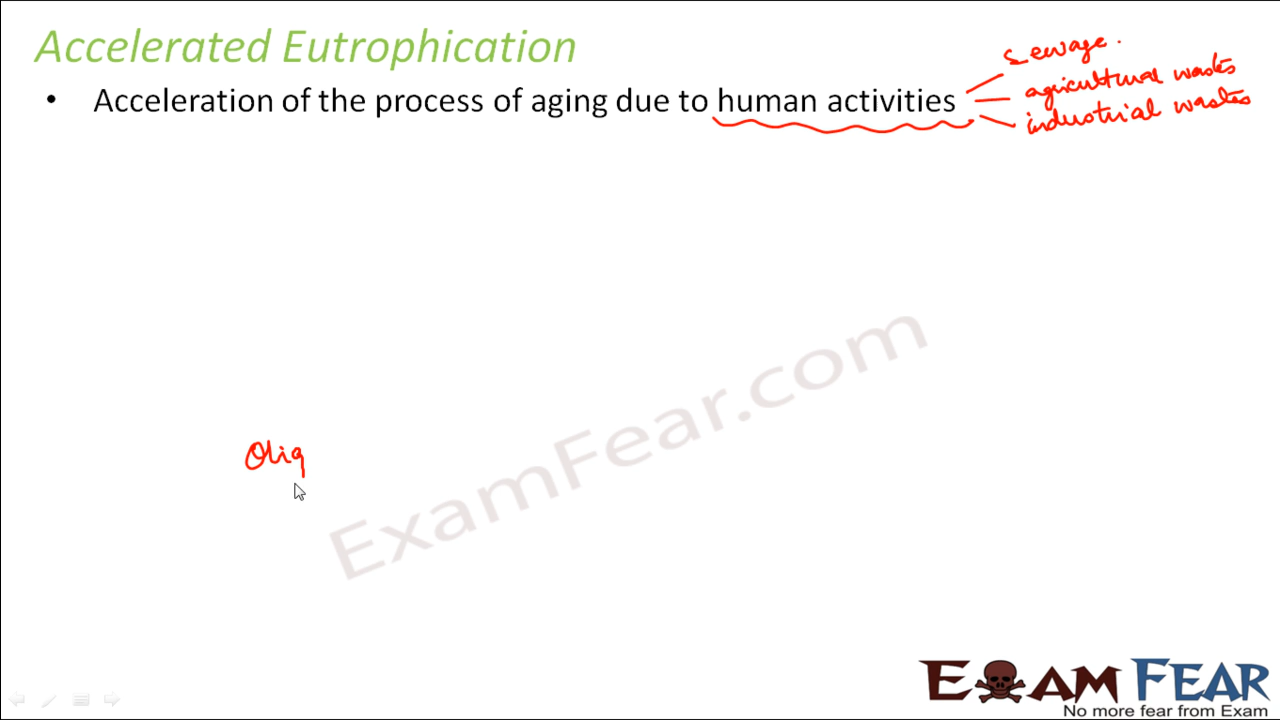 Accelerated Eutrophication
sewage.
• Acceleration of the process of aging due to human activities
agricultural wastes
industrial wastes
ExamFear.com
Olig
EXAM FEAR
No more fear from Exam